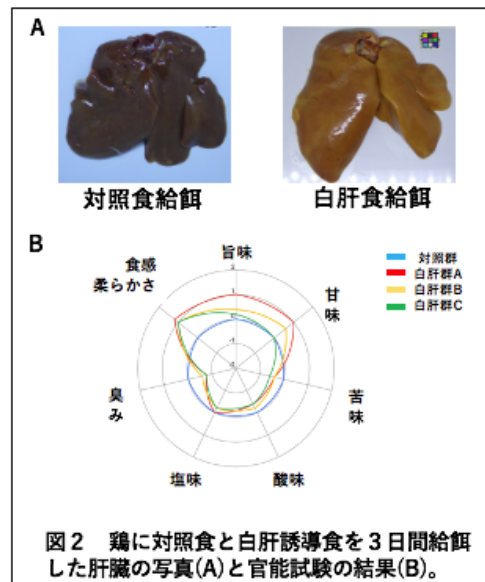 A
対照食給餌
白肝食給餌
B
旨味
食感
柔らかさ
甘
味
苦
味
酸味
塩味
臭
み
2
1
0
-1
対照群
白肝群A
白肝群B
白肝群C
図2 鶏に対照食と白肝誘導食を3日間給餌
した肝臓の写真(A)と官能試験の結果(B)。